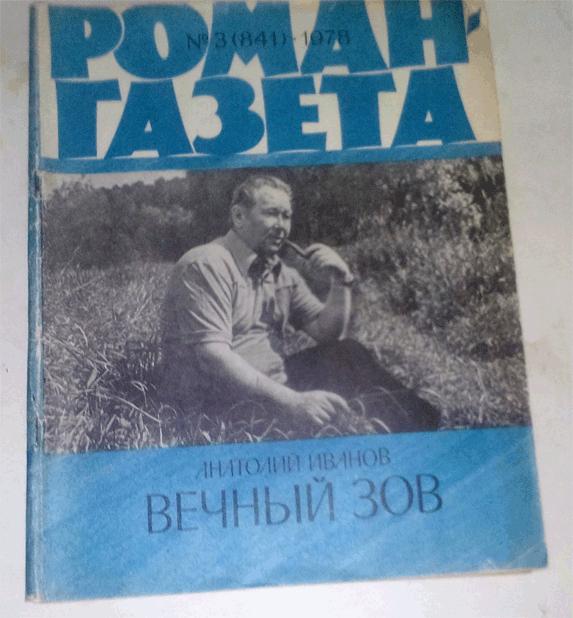 РОМАН-
№ 3 (841) · 1978
ГАЗЕТА
АНАТОЛИЙ ИВАНОВ
ВЕЧНЫЙ ЗОВ